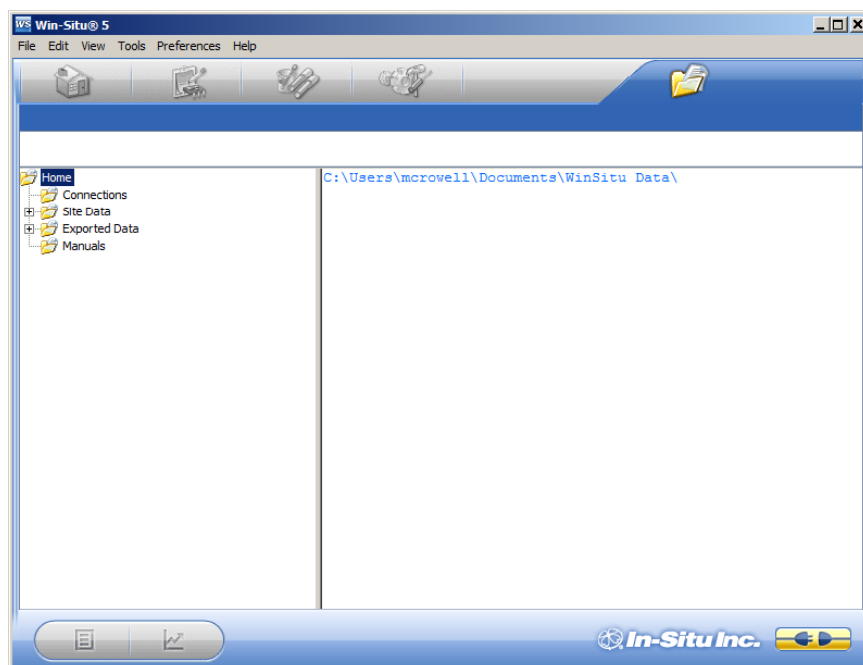 WS Win-Situ® 5
File Edit View Tools Preferences Help
Home
C:\Users\mcrowell\Documents\WinSitu Data\
Connections
Site Data
Exported Data
Manuals
In-Situ Inc.